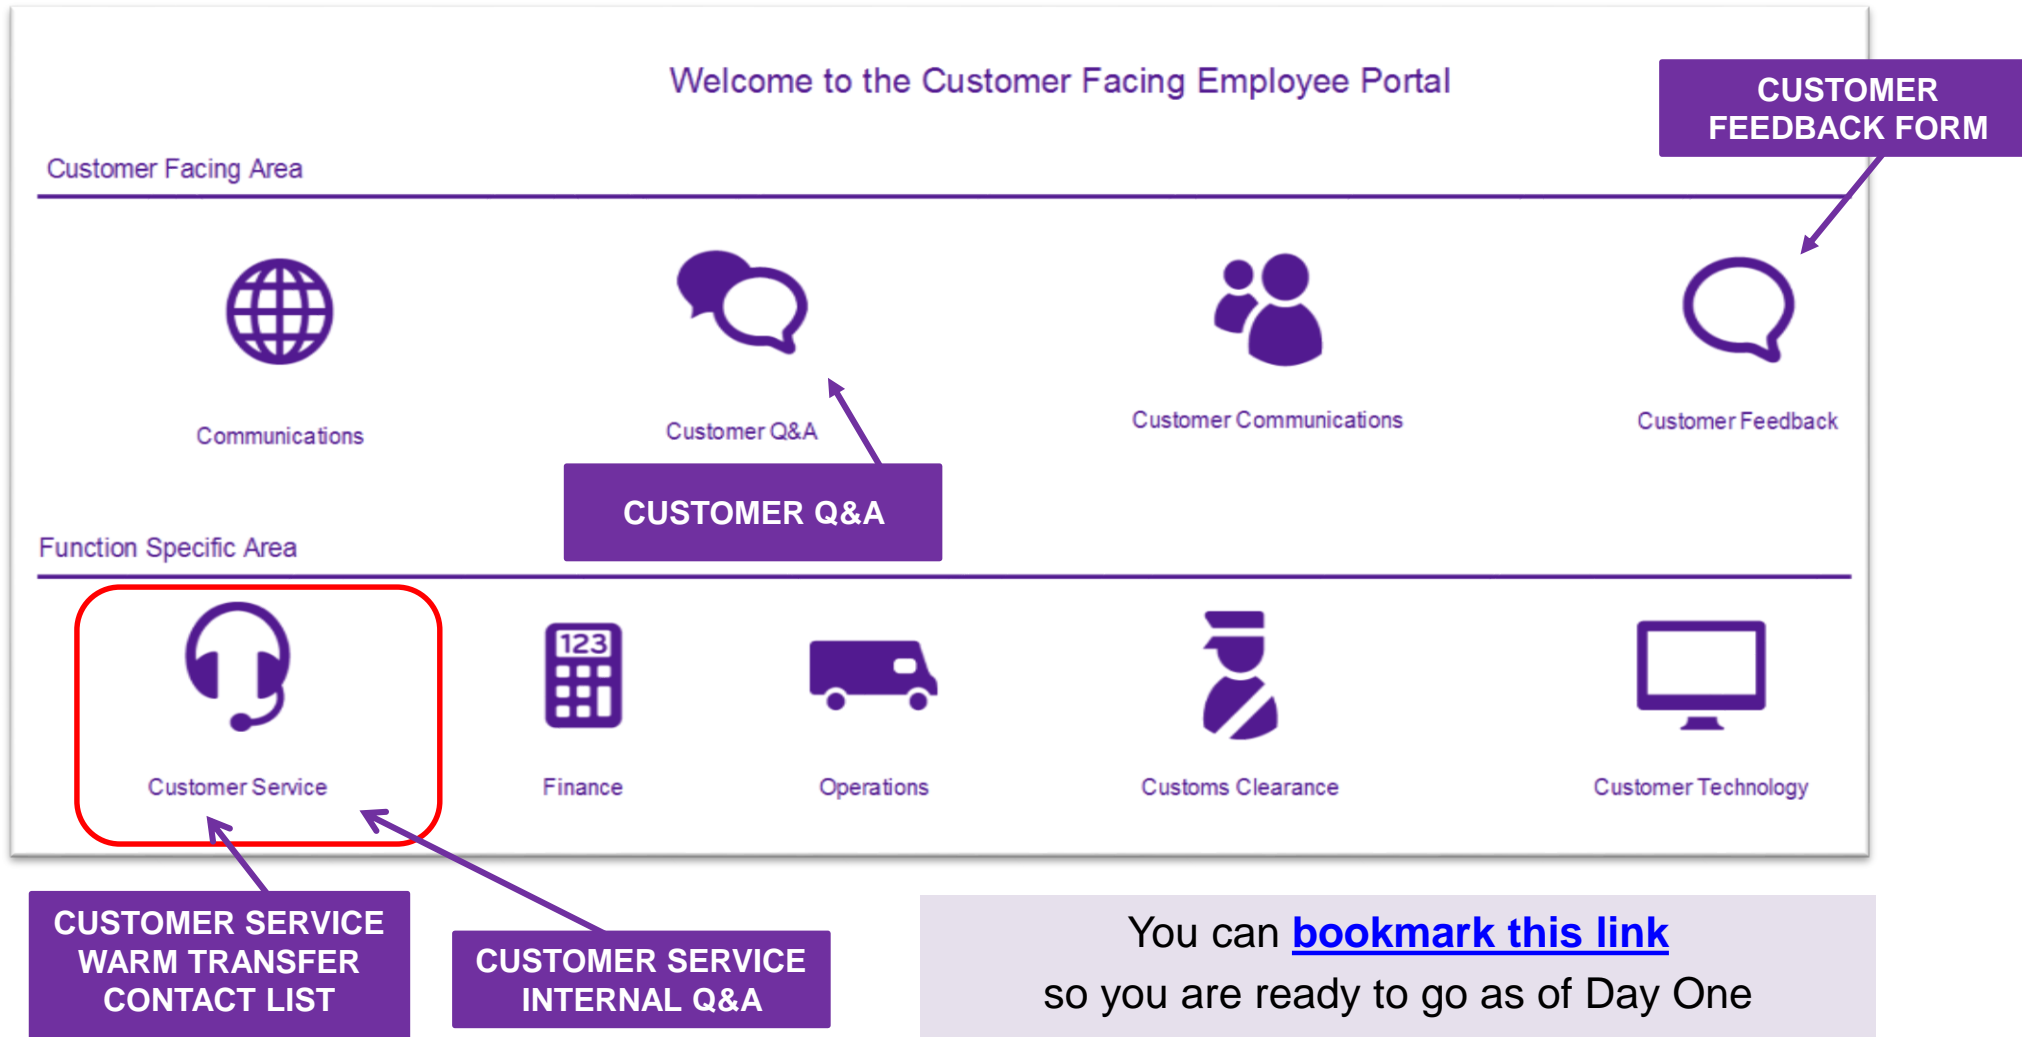 Welcome to the Customer Facing Employee Portal
CUSTOMER
FEEDBACK FORM
Customer Facing Area
Communications
Customer Q&A
Customer Communications
Customer Feedback
CUSTOMER Q&A
Function Specific Area
123
Customer Service
Finance
Operations
Customs Clearance
Customer Technology
CUSTOMER SERVICE
WARM TRANSFER
CONTACT LIST
CUSTOMER SERVICE
INTERNAL Q&A
You can bookmark this link
so you are ready to go as of Day One